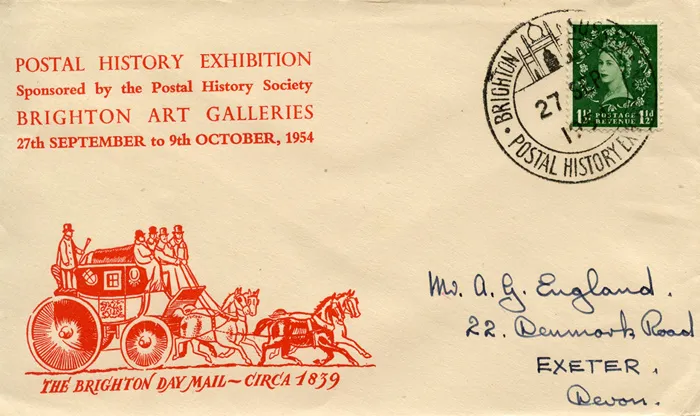 POSTAL HISTORY EXHIBITION
Sponsored by the Postal History Society
BRIGHTON ART GALLERIES
27th SEPTEMBER to 9th OCTOBER, 1954
BRIGHTON
27 SEP
• POSTAL HISTORY
1½d POSTAGE REVENUE 1½d
Mr. A. G. England.
22. Denmark Road
EXETER.
Devon.
THE BRIGHTON DAY MAIL ~ CIRCA 1839